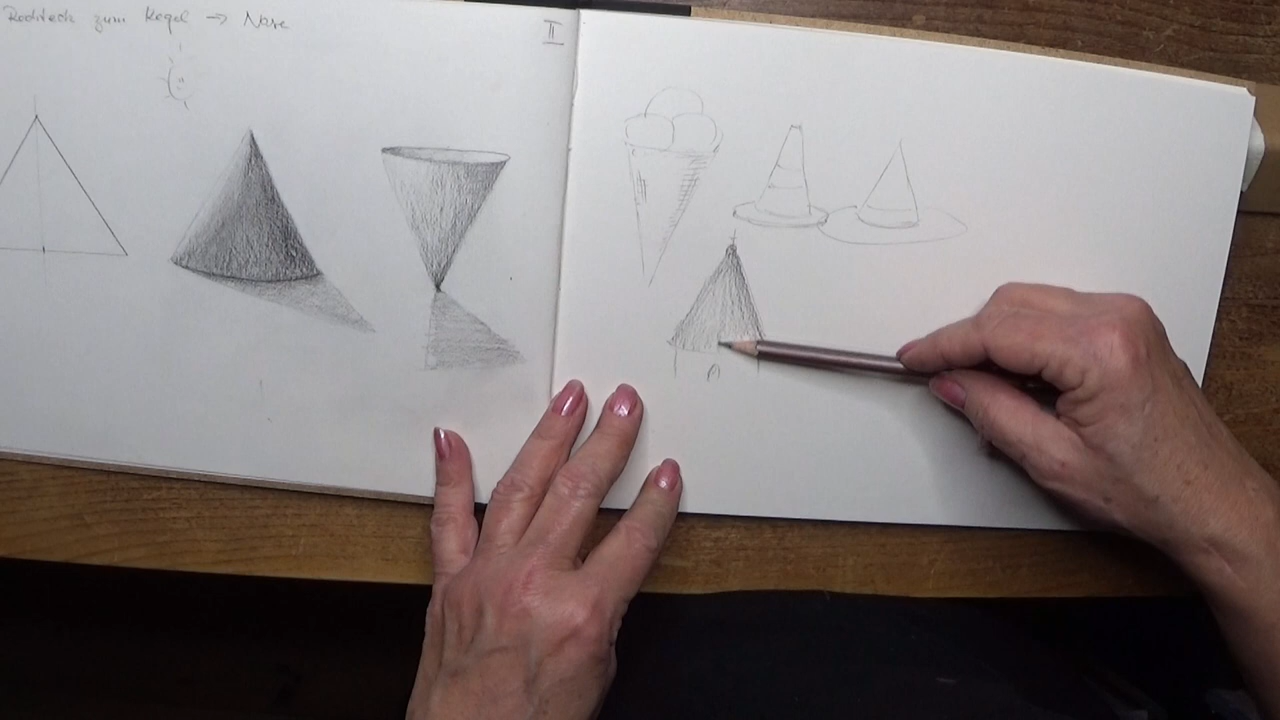 Rechteck zum Kegel → Nase
II